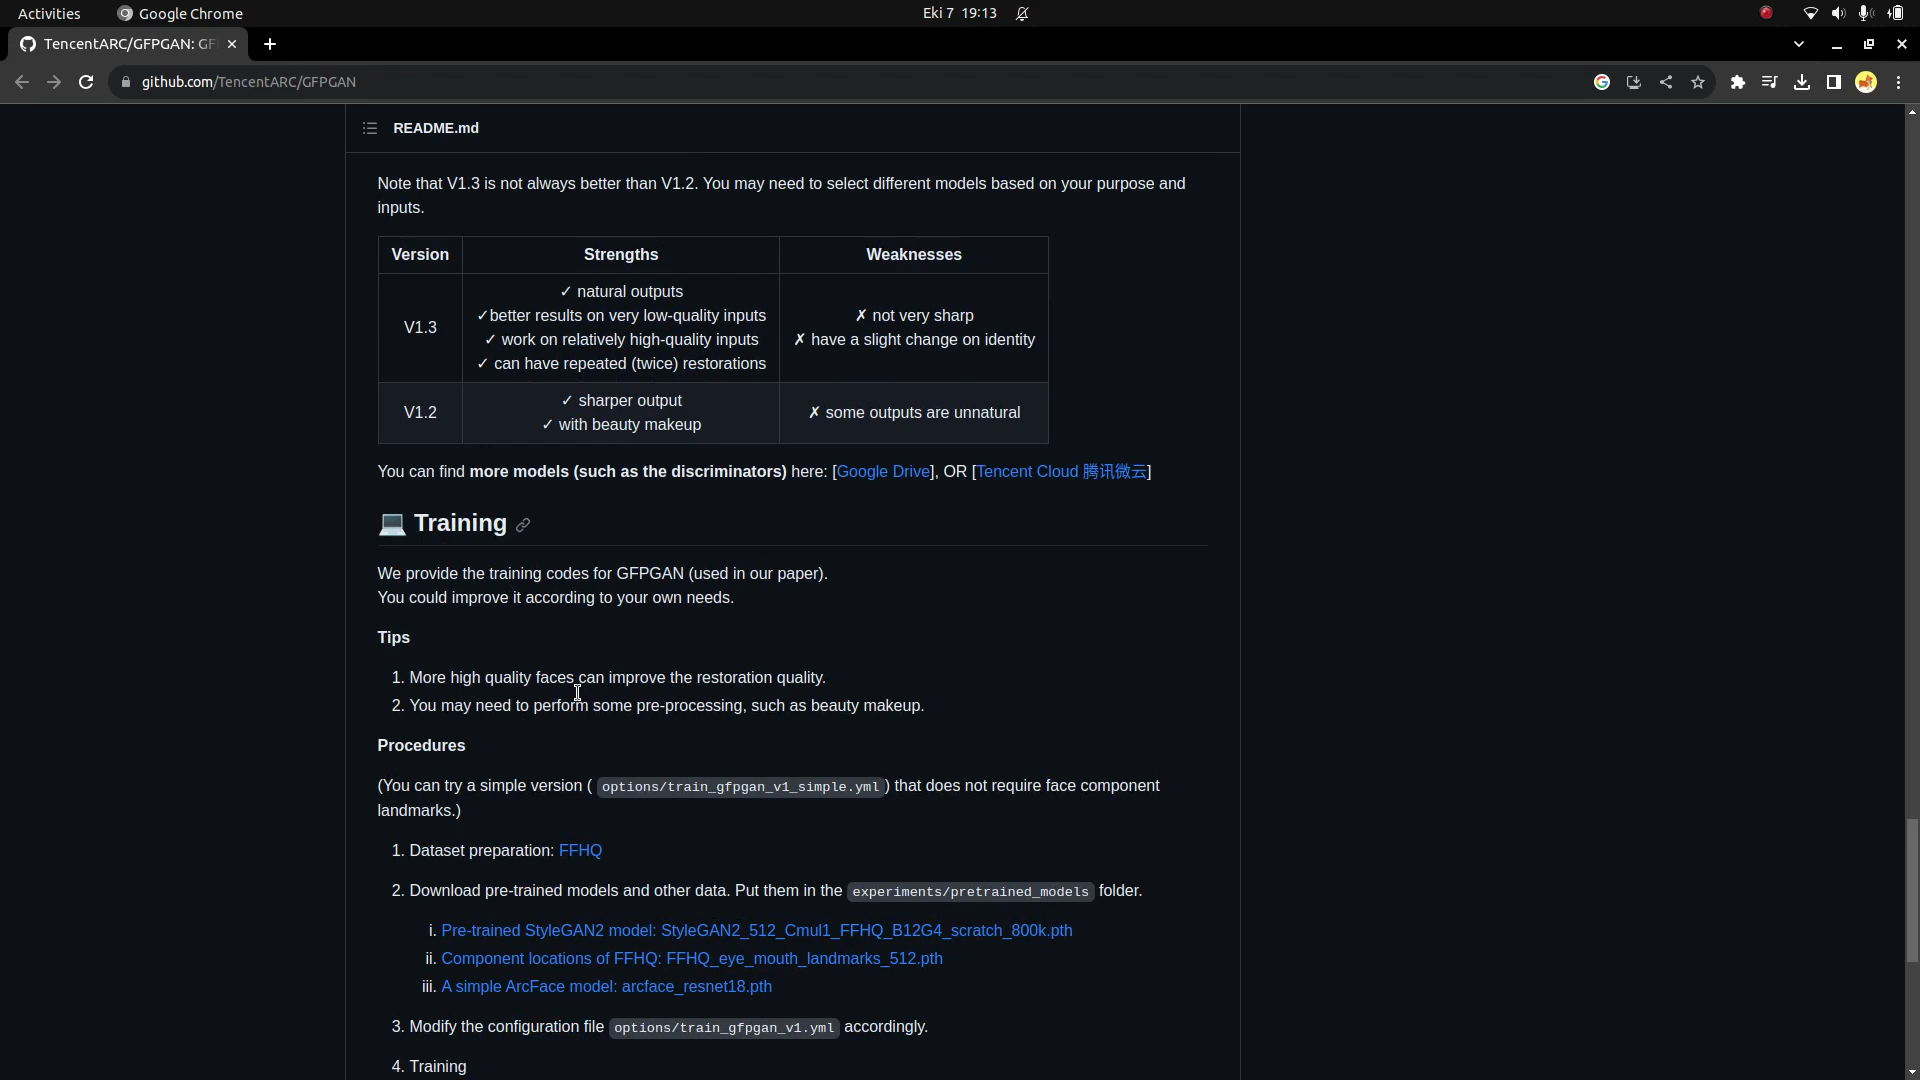 Activities
Google Chrome
Eki 7 19:13
TencentARC/GFPGAN: GF
github.com/TencentARC/GFPGAN
README.md
Note that V1.3 is not always better than V1.2. You may need to select different models based on your purpose and
inputs.
Version Strengths Weaknesses
V1.3
✓ natural outputs
✓better results on very low-quality inputs
✓ work on relatively high-quality inputs
✓ can have repeated (twice) restorations
✗ not very sharp
✗ have a slight change on identity
V1.2
✓ sharper output
✓ with beauty makeup
✗ some outputs are unnatural
You can find more models (such as the discriminators) here: [Google Drive], OR [Tencent Cloud 腾讯微云]
💻 Training
We provide the training codes for GFPGAN (used in our paper).
You could improve it according to your own needs.
Tips
1. More high quality faces can improve the restoration quality.
2. You may need to perform some pre-processing, such as beauty makeup.
Procedures
(You can try a simple version ( options/train_gfpgan_v1_simple.yml) that does not require face component
landmarks.)
1. Dataset preparation: FFHQ
2. Download pre-trained models and other data. Put them in the experiments/pretrained_models folder.
i. Pre-trained StyleGAN2 model: StyleGAN2_512_Cmul1_FFHQ_B12G4_scratch_800k.pth
ii. Component locations of FFHQ: FFHQ_eye_mouth_landmarks_512.pth
iii. A simple ArcFace model: arcface_resnet18.pth
3. Modify the configuration file options/train_gfpgan_v1.yml accordingly.
4. Training